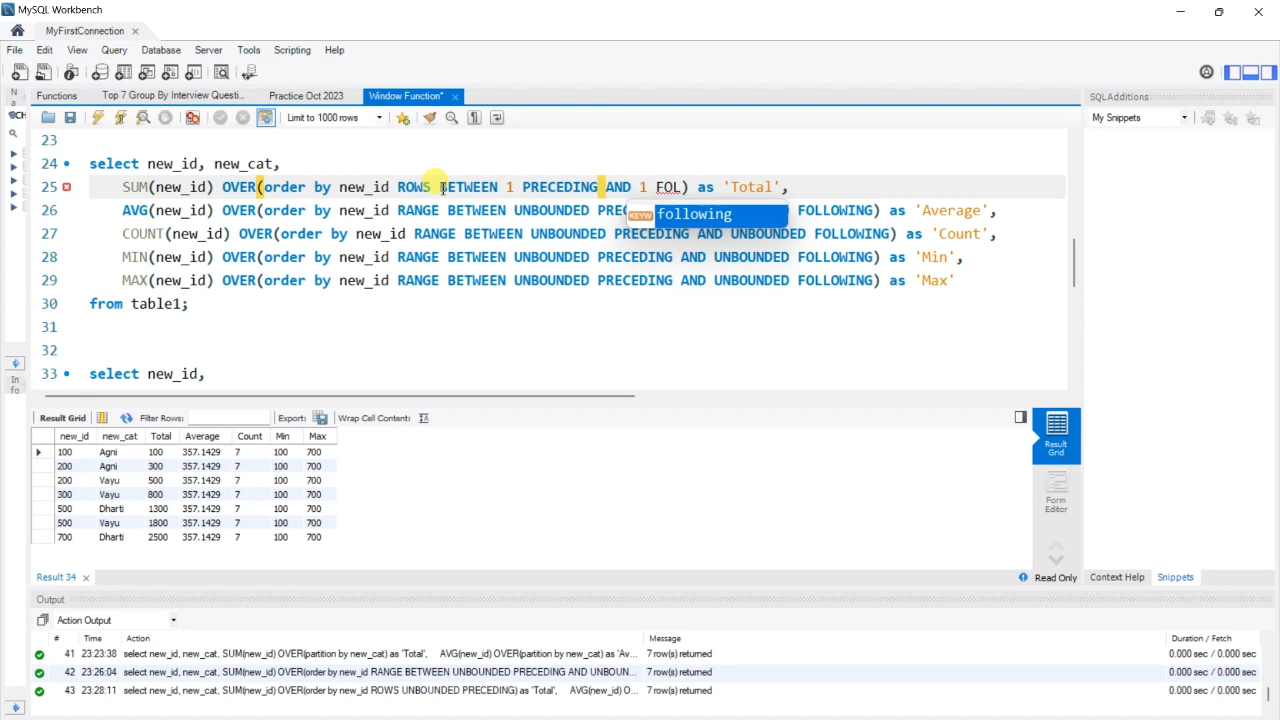 MySQL Workbench
MyFirstConnection
File Edit View Query Database Server Tools Scripting Help
Functions Top 7 Group By Interview Questi... Practice Oct 2023 Window Function* SQLAdditions
Limit to 1000 rows My Snippets
23
24 select new_id, new_cat,
25 SUM(new_id) OVER(order by new_id ROWS BETWEEN 1 PRECEDING AND 1 FOL) as 'Total',
26 AVG(new_id) OVER(order by new_id RANGE BETWEEN UNBOUNDED PREC FOLLOWING) as 'Average',
KEYW following
27 COUNT(new_id) OVER(order by new_id RANGE BETWEEN UNBOUNDED PRECEDING AND UNBOUNDED FOLLOWING) as 'Count',
28 MIN(new_id) OVER(order by new_id RANGE BETWEEN UNBOUNDED PRECEDING AND UNBOUNDED FOLLOWING) as 'Min',
29 MAX(new_id) OVER(order by new_id RANGE BETWEEN UNBOUNDED PRECEDING AND UNBOUNDED FOLLOWING) as 'Max'
30 from table1;
31
32
33 select new_id,
Result Grid Filter Rows: Export: Wrap Cell Content:
new_id new_cat Total Average Count Min Max
100 Agni 100 357.1429 7 100 700
200 Agni 300 357.1429 7 100 700
200 Vayu 500 357.1429 7 100 700
300 Vayu 800 357.1429 7 100 700
500 Dharti 1300 357.1429 7 100 700
500 Vayu 1800 357.1429 7 100 700
700 Dharti 2500 357.1429 7 100 700
Result Grid
Form Editor
Result 34 Read Only Context Help Snippets
Output
Action Output
# Time Action Message Duration / Fetch
41 23:23:38 select new_id, new_cat, SUM(new_id) OVER(partition by new_cat) as 'Total', AVG(new_id) OVER(partition by new_cat) as 'Av... 7 row(s) returned 0.000 sec / 0.000 sec
42 23:26:04 select new_id, new_cat, SUM(new_id) OVER(order by new_id RANGE BETWEEN UNBOUNDED PRECEDING AND UNBOUN... 7 row(s) returned 0.000 sec / 0.000 sec
43 23:28:11 select new_id, new_cat, SUM(new_id) OVER(order by new_id ROWS UNBOUNDED PRECEDING) as 'Total', AVG(new_id) O... 7 row(s) returned 0.000 sec / 0.000 sec